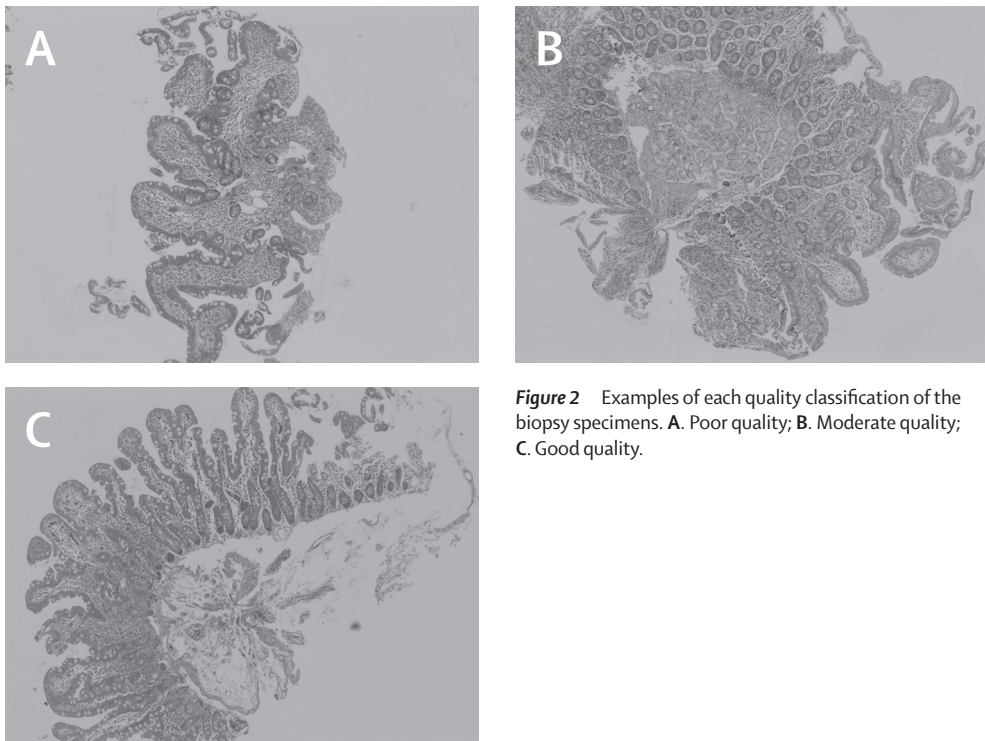 A
B
C
Figure 2 Examples of each quality classification of the
biopsy specimens. A. Poor quality; B. Moderate quality;
C. Good quality.